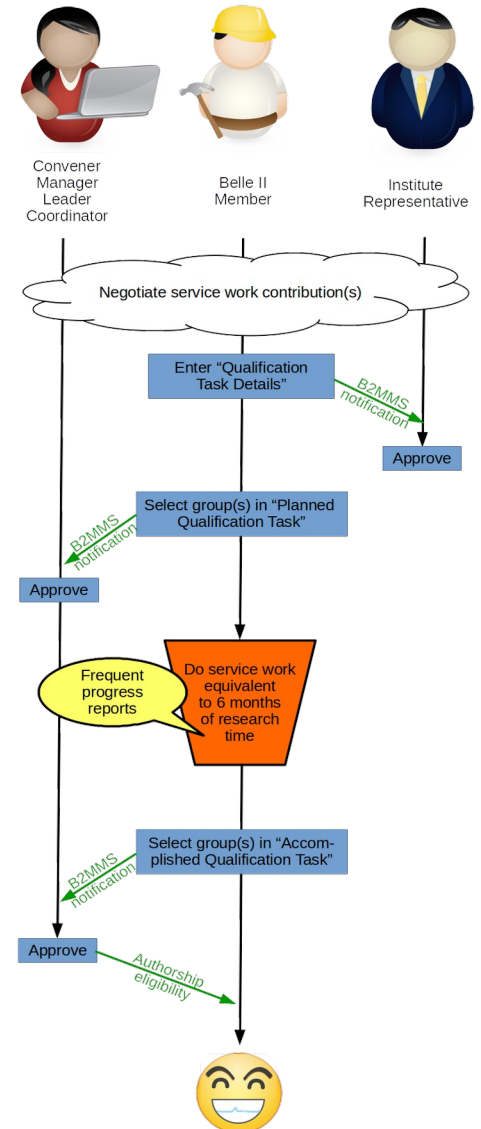 Convener
Manager
Leader
Coordinator
Belle II
Member
Institute
Representative
Negotiate service work contribution(s)
Enter “Qualification
Task Details”
B2MMS
notification
Approve
Select group(s) in “Planned
Qualification Task”
B2MMS
notification
Approve
Frequent
progress
reports
Do service work
equivalent
to 6 months
of research
time
Select group(s) in “Accom-
plished Qualification Task”
B2MMS
notification
Approve
Authorship
eligibility